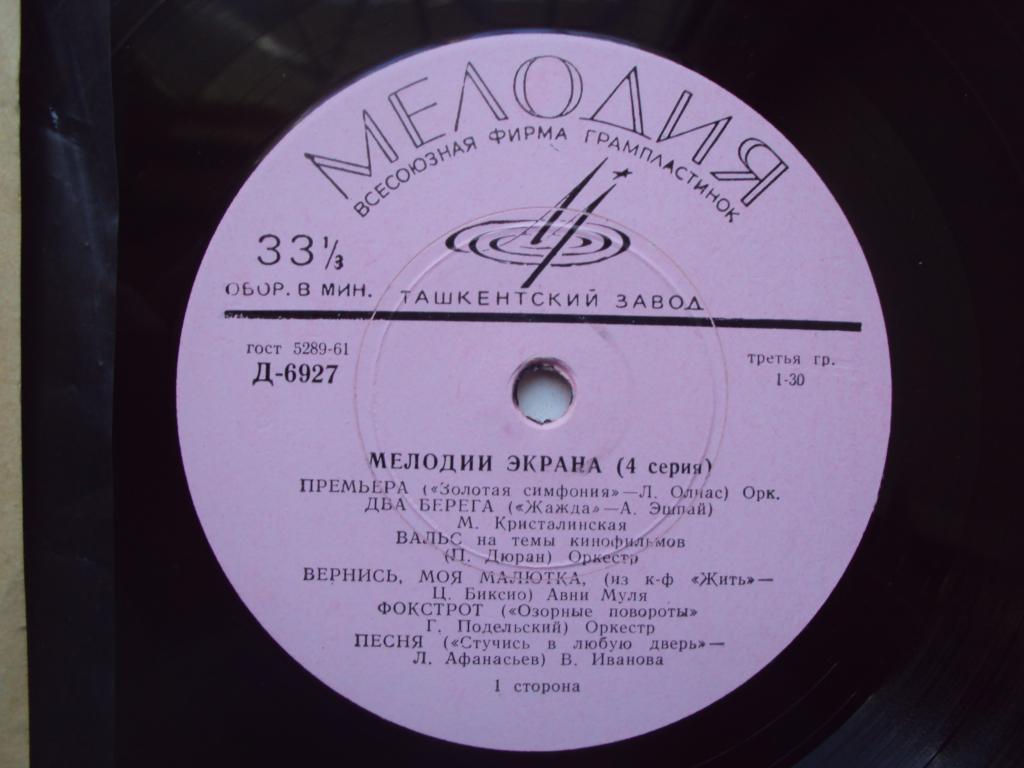 МЕЛОДИЯ
ВСЕСОЮЗНАЯ ФИРМА ГРАМПЛАСТИНОК
33⅓
ОБОР. В МИН.
ТАШКЕНТСКИЙ ЗАВОД
гост 5289-61
Д-6927
третья гр.
1-30
МЕЛОДИИ ЭКРАНА (4 серия)
ПРЕМЬЕРА («Золотая симфония»—Л. Олиас) Орк.
ДВА БЕРЕГА («Жажда»—А. Эшпай)
М. Кристалинская
ВАЛЬС на темы кинофильмов
(П. Дюран) Оркестр
ВЕРНИСЬ, МОЯ МАЛЮТКА, (из к-ф «Жить»—
Ц. Биксио) Авни Муля
ФОКСТРОТ («Озорные повороты»
Г. Подельский) Оркестр
ПЕСНЯ («Стучись в любую дверь»—
Л. Афанасьев) В. Иванова
1 сторона